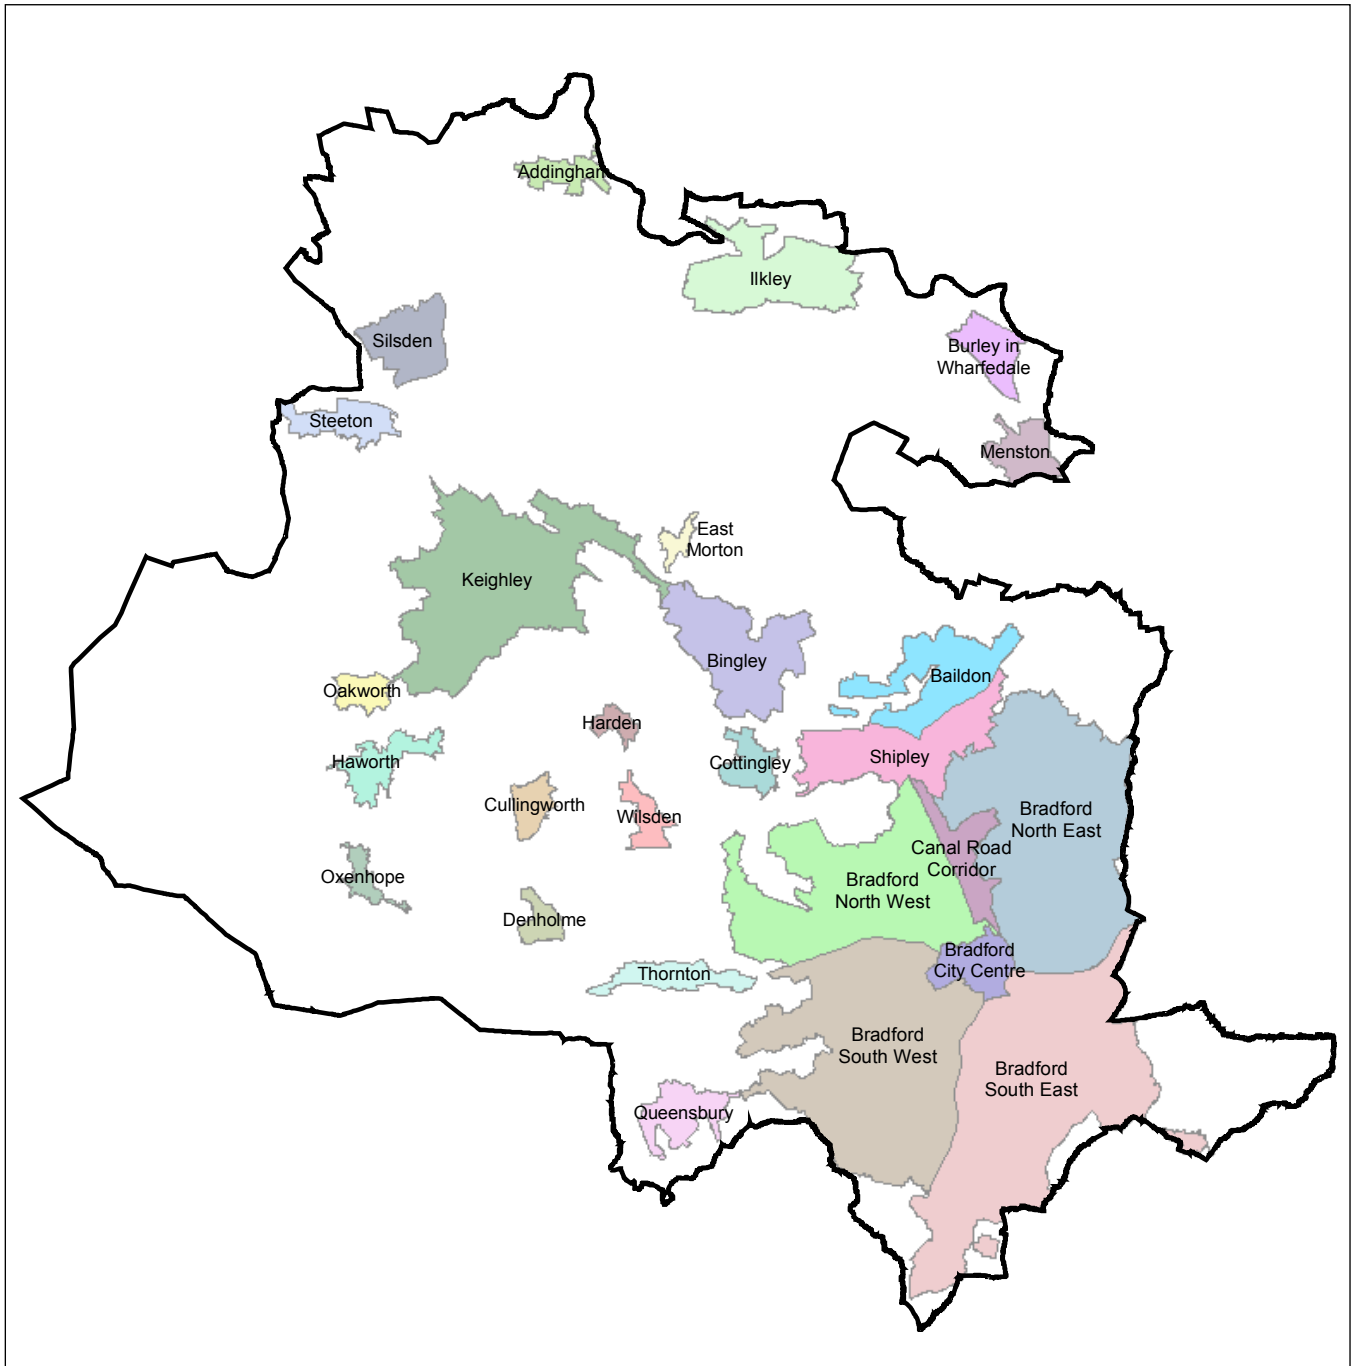 Addingham
Ilkley
Silsden
Burley in
Wharfedale
Steeton
Menston
East
Morton
Keighley
Bingley
Baildon
Oakworth
Harden
Haworth
Cottingley
Shipley
Cullingworth
Wilsden
Bradford
North East
Canal Road
Corridor
Oxenhope
Bradford
North West
Denholme
Bradford
City Centre
Thornton
Bradford
South West
Bradford
South East
Queensbury